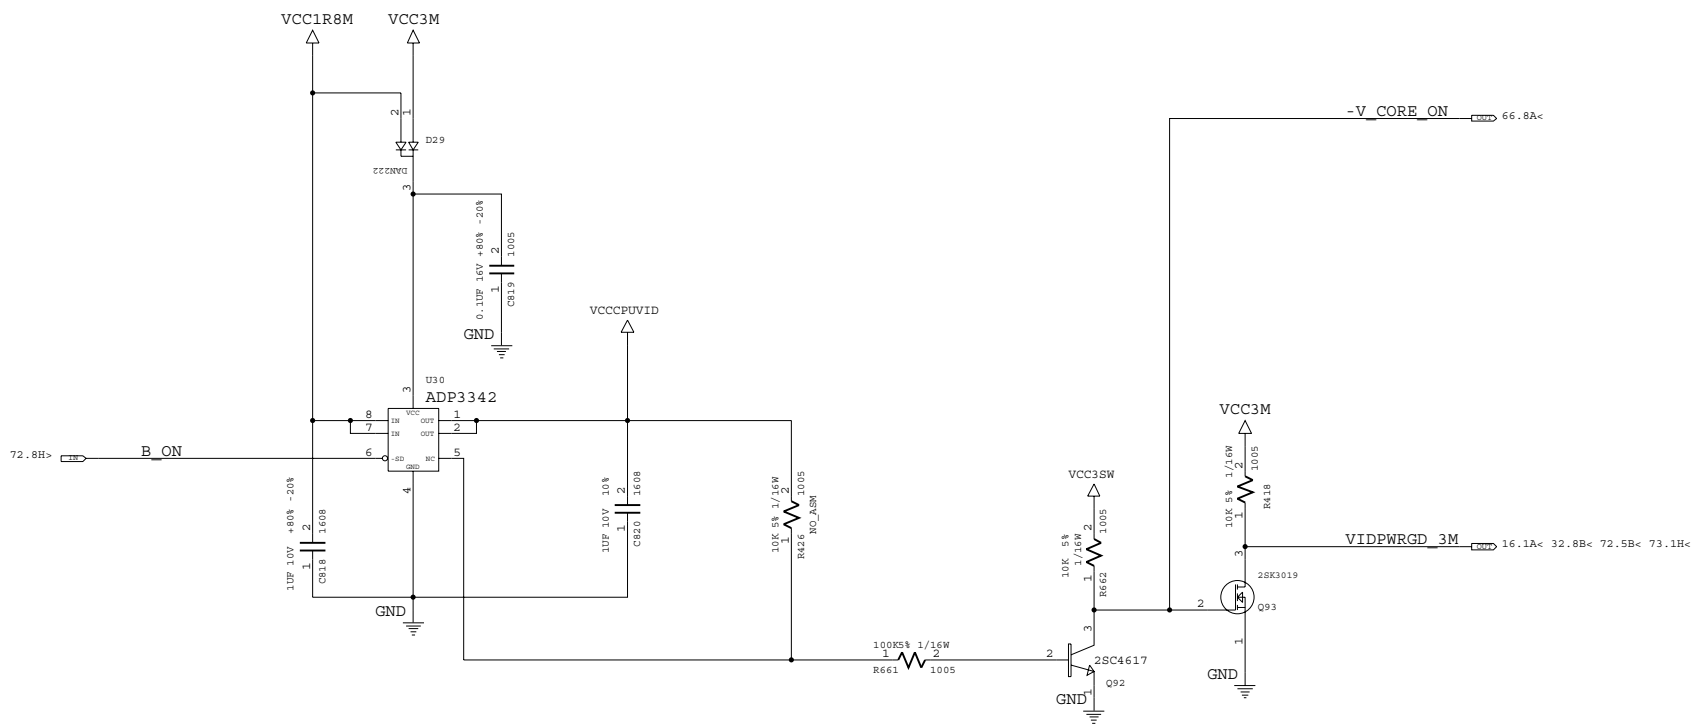 VCC1R8M
VCC3M
2
1
D29
DAN222
3
-V_CORE_ON
OUT
66.8A<
0.1UF 16V +80% -20%
2
1005
1
C819
GND
VCCCPUVID
3
U30
ADP3342
VCC
8
IN
OUT
1
7
IN
OUT
2
72.8H>
IN
B_ON
6
-SD
NC
5
GND
4
1UF 10V +80% -20%
2
1608
1
C818
GND
1UF 10V 10%
2
1608
1
C820
10K 5% 1/16W
2
1005
1
R426
NO_ASM
VCC3SW
10K 5%
1/16W
2
1005
1
R662
VCC3M
10K 5% 1/16W
2
1005
1
R418
VIDPWRGD_3M
OUT
16.1A< 32.8B< 72.5B< 73.1H<
3
2SK3019
2
Q93
1
GND
100K5% 1/16W
1
2
R661
1005
2
3
2SC4617
Q92
1
GND